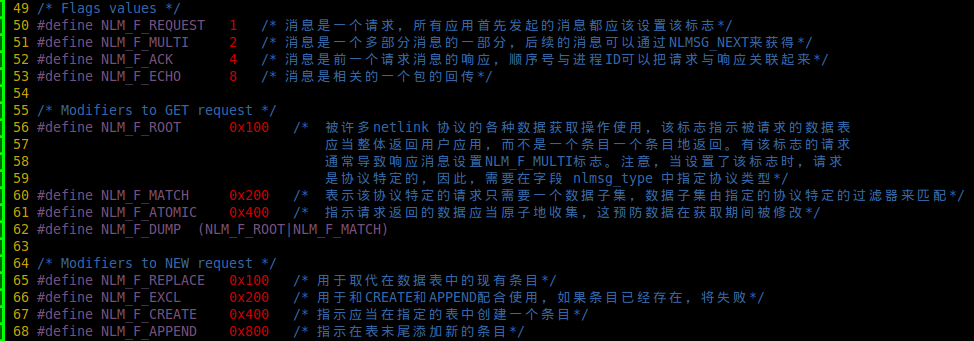 49 /* Flags values */
50 #define NLM_F_REQUEST   1   /* 消息是一个请求, 所有应用首先发起的消息都应该设置该标志*/
51 #define NLM_F_MULTI     2   /* 消息是一个多部分消息的一部分, 后续的消息可以通过NLMSG_NEXT来获得*/
52 #define NLM_F_ACK       4   /* 消息是前一个请求消息的响应, 顺序号与进程ID可以把请求与响应关联起来*/
53 #define NLM_F_ECHO      8   /* 消息是相关的一个包的回传*/
54
55 /* Modifiers to GET request */
56 #define NLM_F_ROOT      0x100   /*  被许多netlink 协议的各种数据获取操作使用, 该标志指示被请求的数据表
57                                     应当整体返回用户应用, 而不是一个条目一个条目地返回。有该标志的请求
58                                     通常导致响应消息设置NLM_F_MULTI标志。注意, 当设置了该标志时, 请求
59                                     是协议特定的, 因此, 需要在字段 nlmsg_type 中指定协议类型*/
60 #define NLM_F_MATCH     0x200   /*  表示该协议特定的请求只需要一个数据子集, 数据子集由指定的协议特定的过滤器来匹配*/
61 #define NLM_F_ATOMIC    0x400   /*  指示请求返回的数据应当原子地收集, 这预防数据在获取期间被修改*/
62 #define NLM_F_DUMP  (NLM_F_ROOT|NLM_F_MATCH)
63
64 /* Modifiers to NEW request */
65 #define NLM_F_REPLACE   0x100   /* 用于取代在数据表中的现有条目*/
66 #define NLM_F_EXCL      0x200   /* 用于和CREATE和APPEND配合使用, 如果条目已经存在, 将失败*/
67 #define NLM_F_CREATE    0x400   /* 指示应当在指定的表中创建一个条目*/
68 #define NLM_F_APPEND    0x800   /* 指示在表末尾添加新的条目*/